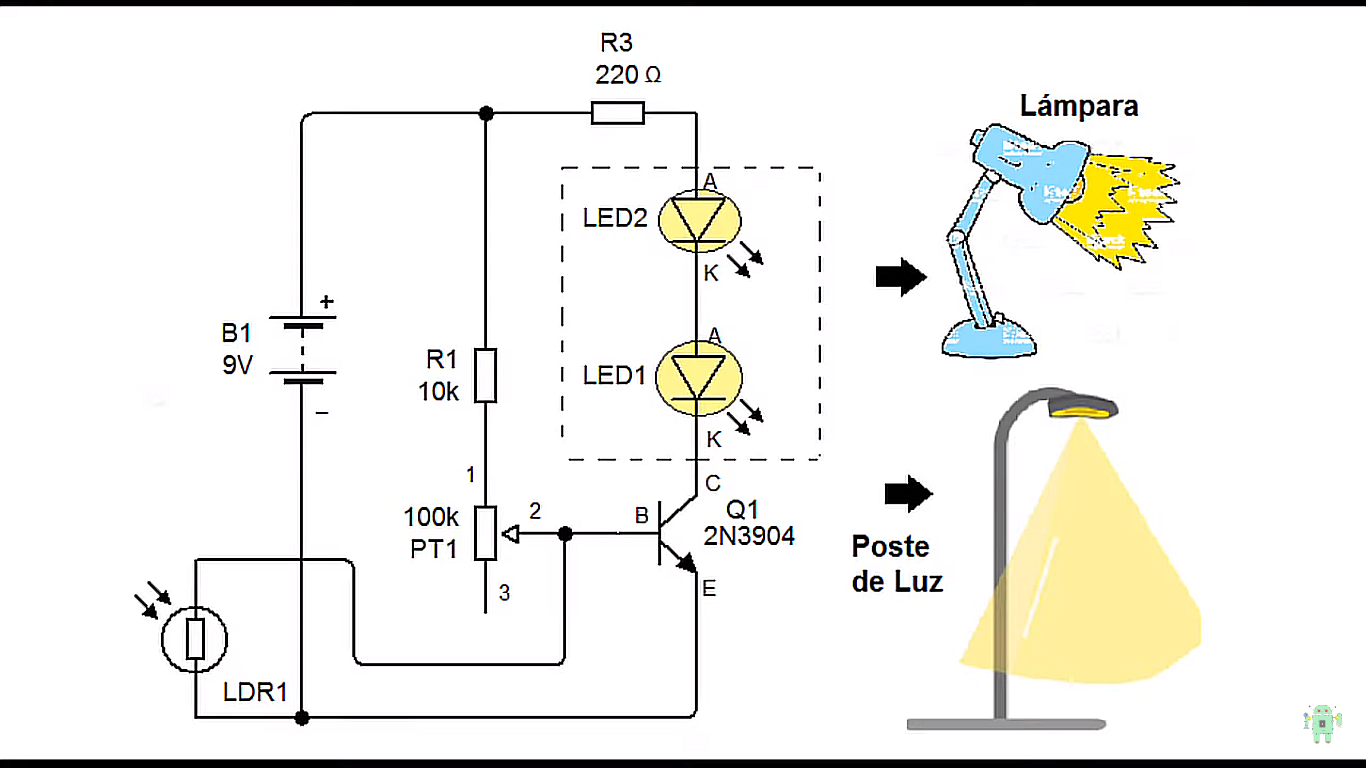 R3
220 Ω
Lámpara
A
LED2
K
+
B1
9V
−
A
R1
10k
LED1
K
1
C
100k
PT1
2
B
Q1
2N3904
3
E
Poste
de Luz
LDR1